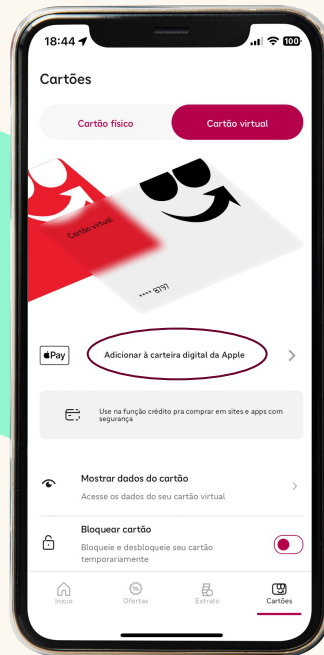 18:44
100
Cartões
Cartão físico
Cartão virtual
Cartão virtual
**** 8797
Pay
Adicionar à carteira digital da Apple
Use na função crédito pra comprar em sites e apps com
segurança
Mostrar dados do cartão
Acesse os dados do seu cartão virtual
Bloquear cartão
Bloqueie e desbloqueie seu cartão
temporariamente
Início
Ofertas
Extrato
Cartões